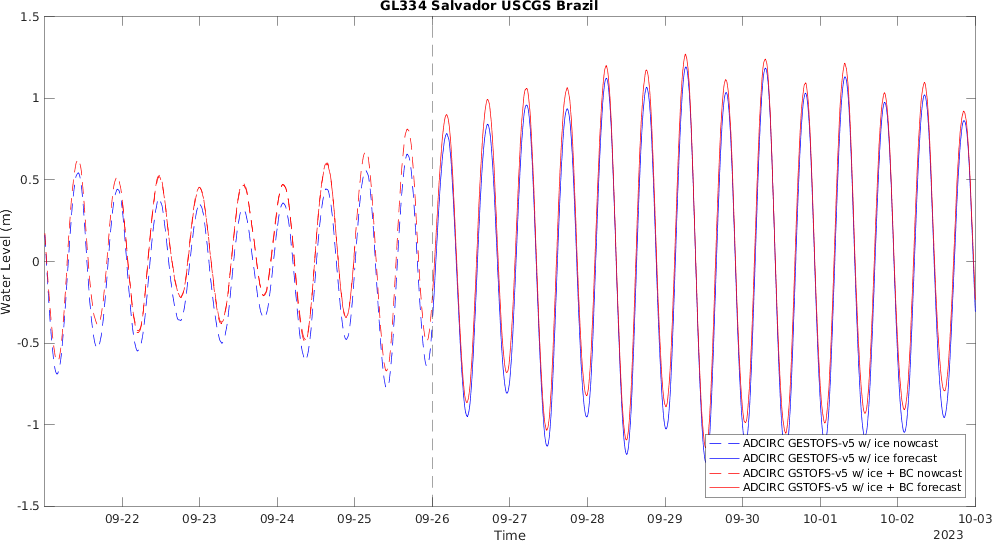 GL334 Salvador USCGS Brazil
Water Level (m)
1.5
1
0.5
0
-0.5
-1
-1.5
ADCIRC GESTOFS-v5 w/ ice nowcast
ADCIRC GESTOFS-v5 w/ ice forecast
ADCIRC GSTOFS-v5 w/ ice + BC nowcast
ADCIRC GSTOFS-v5 w/ ice + BC forecast
09-22 09-23 09-24 09-25 09-26 09-27 09-28 09-29 09-30 10-01 10-02 10-03
Time
2023